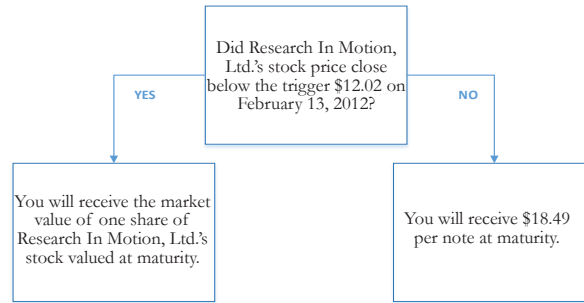 Did Research In Motion,
Ltd.'s stock price close
below the trigger $12.02 on
February 13, 2012?
YES
NO
You will receive the market
value of one share of
Research In Motion, Ltd.'s
stock valued at maturity.
You will receive $18.49
per note at maturity.